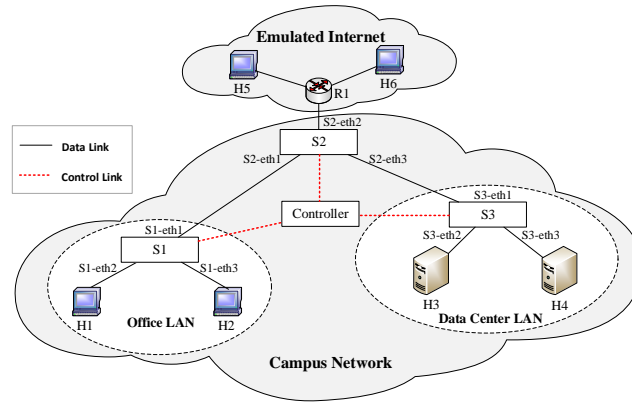 Emulated Internet
H5
H6
R1
S2-eth2
Data Link
Control Link
S2
S2-eth1
S2-eth3
S3-eth1
Controller
S3
S1-eth1
S1
S3-eth2
S3-eth3
S1-eth2
S1-eth3
H3
H4
H1
Office LAN
H2
Data Center LAN
Campus Network